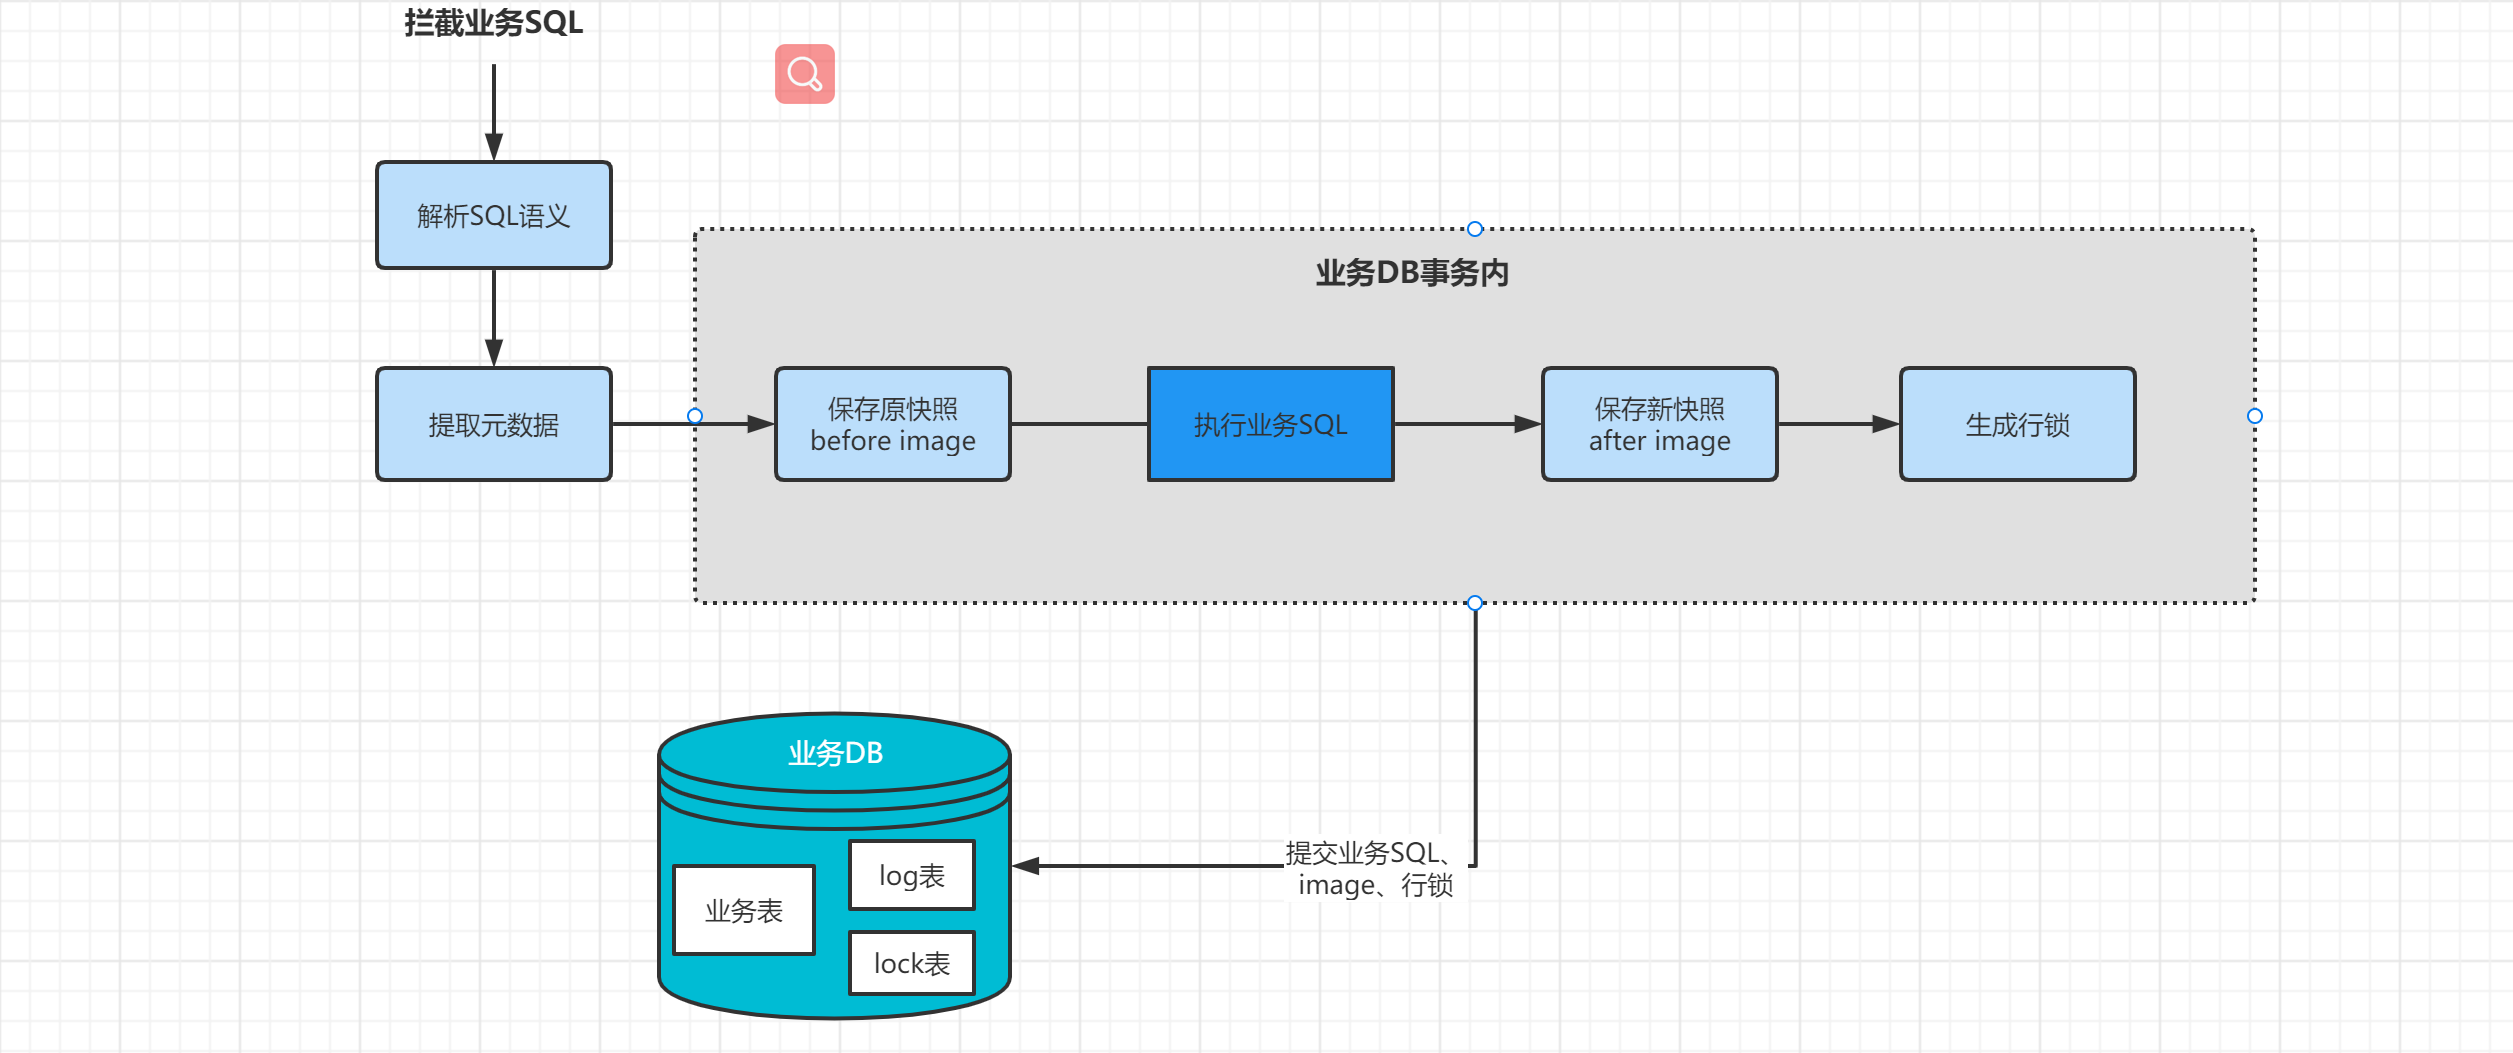 拦截业务SQL
解析SQL语义
业务DB事务内
提取元数据
保存原快照
before image
执行业务SQL
保存新快照
after image
生成行锁
业务DB
业务表
log表
lock表
提交业务SQL、
image、行锁